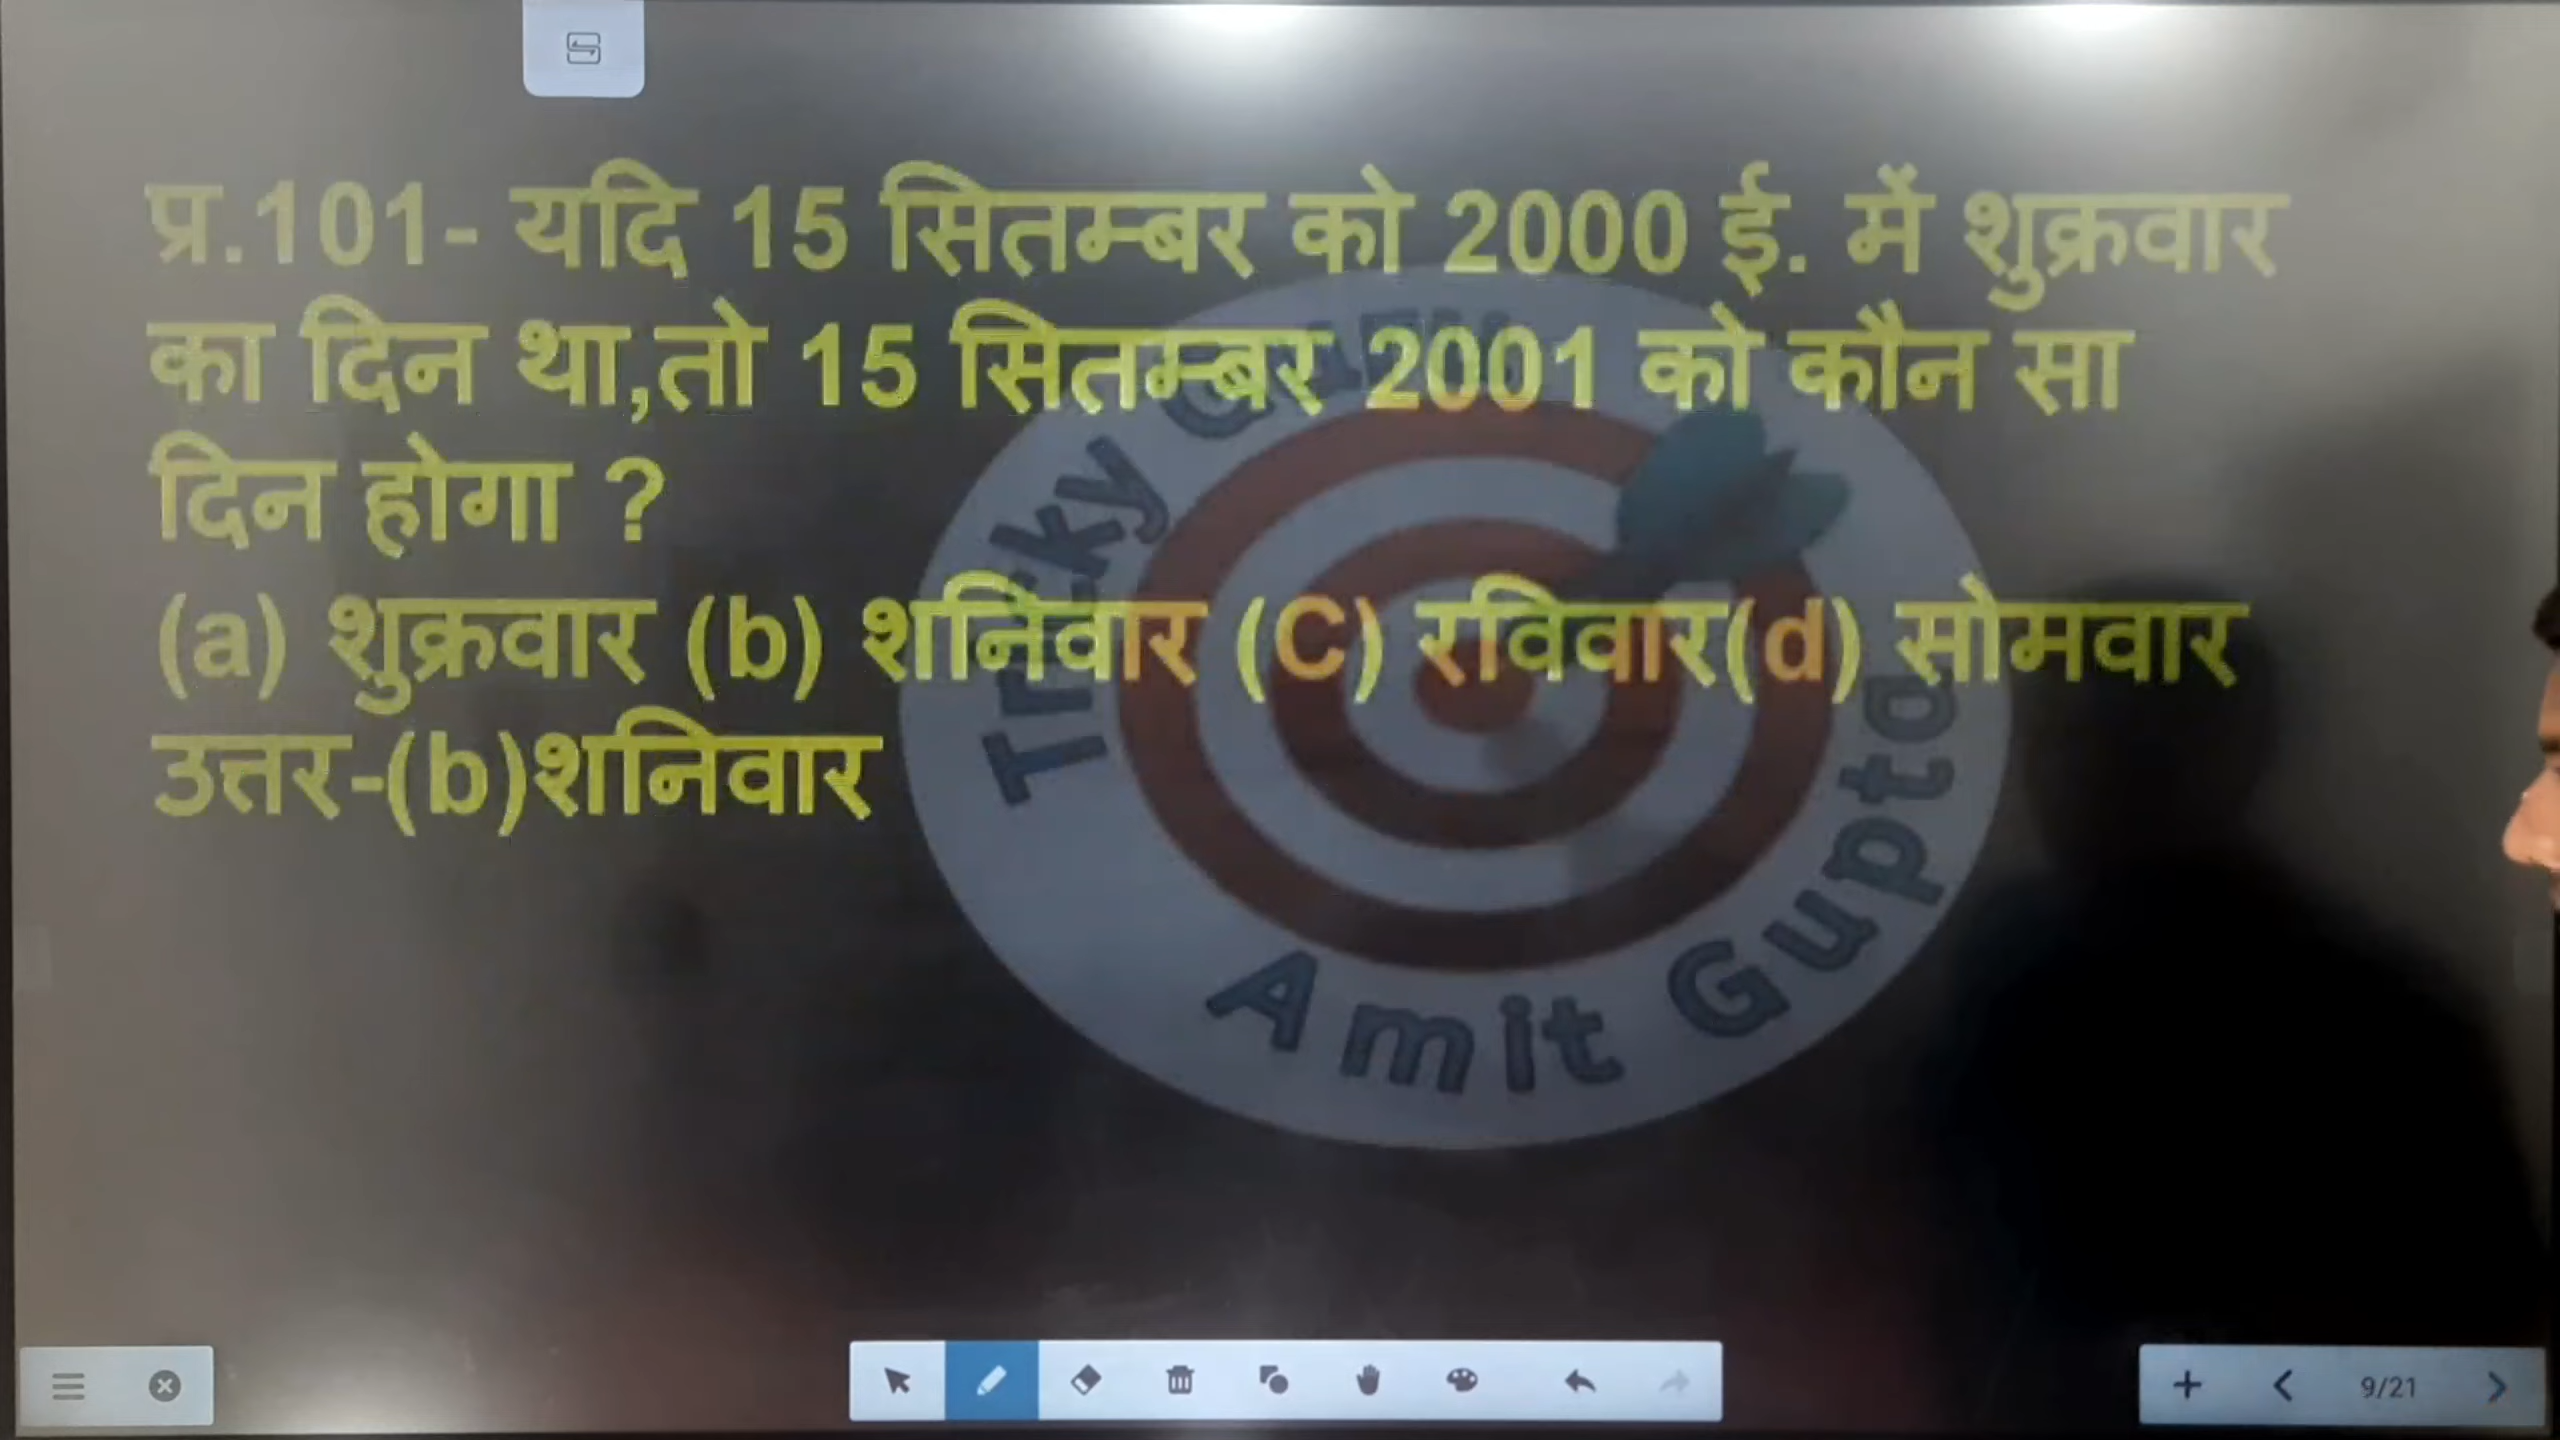 प्र.101- यदि 15 सितम्बर को 2000 ई. में शुक्रवार
का दिन था,तो 15 सितम्बर 2001 को कौन सा
दिन होगा ?
(a) शुक्रवार (b) शनिवार (C) रविवार(d) सोमवार
उत्तर-(b)शनिवार
Tricky
Amit Gupta
9/21